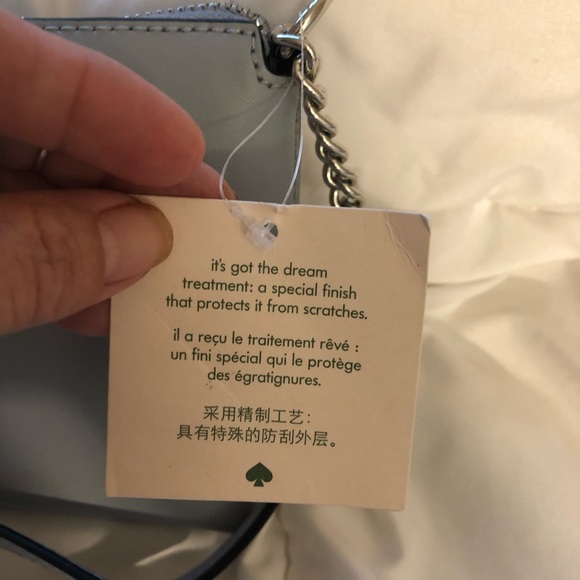 it's got the dream
treatment: a special finish
that protects it from scratches.
il a reçu le traitement rêvé :
un fini spécial qui le protège
des égratignures.
采用精制工艺：
具有特殊的防刮外层。